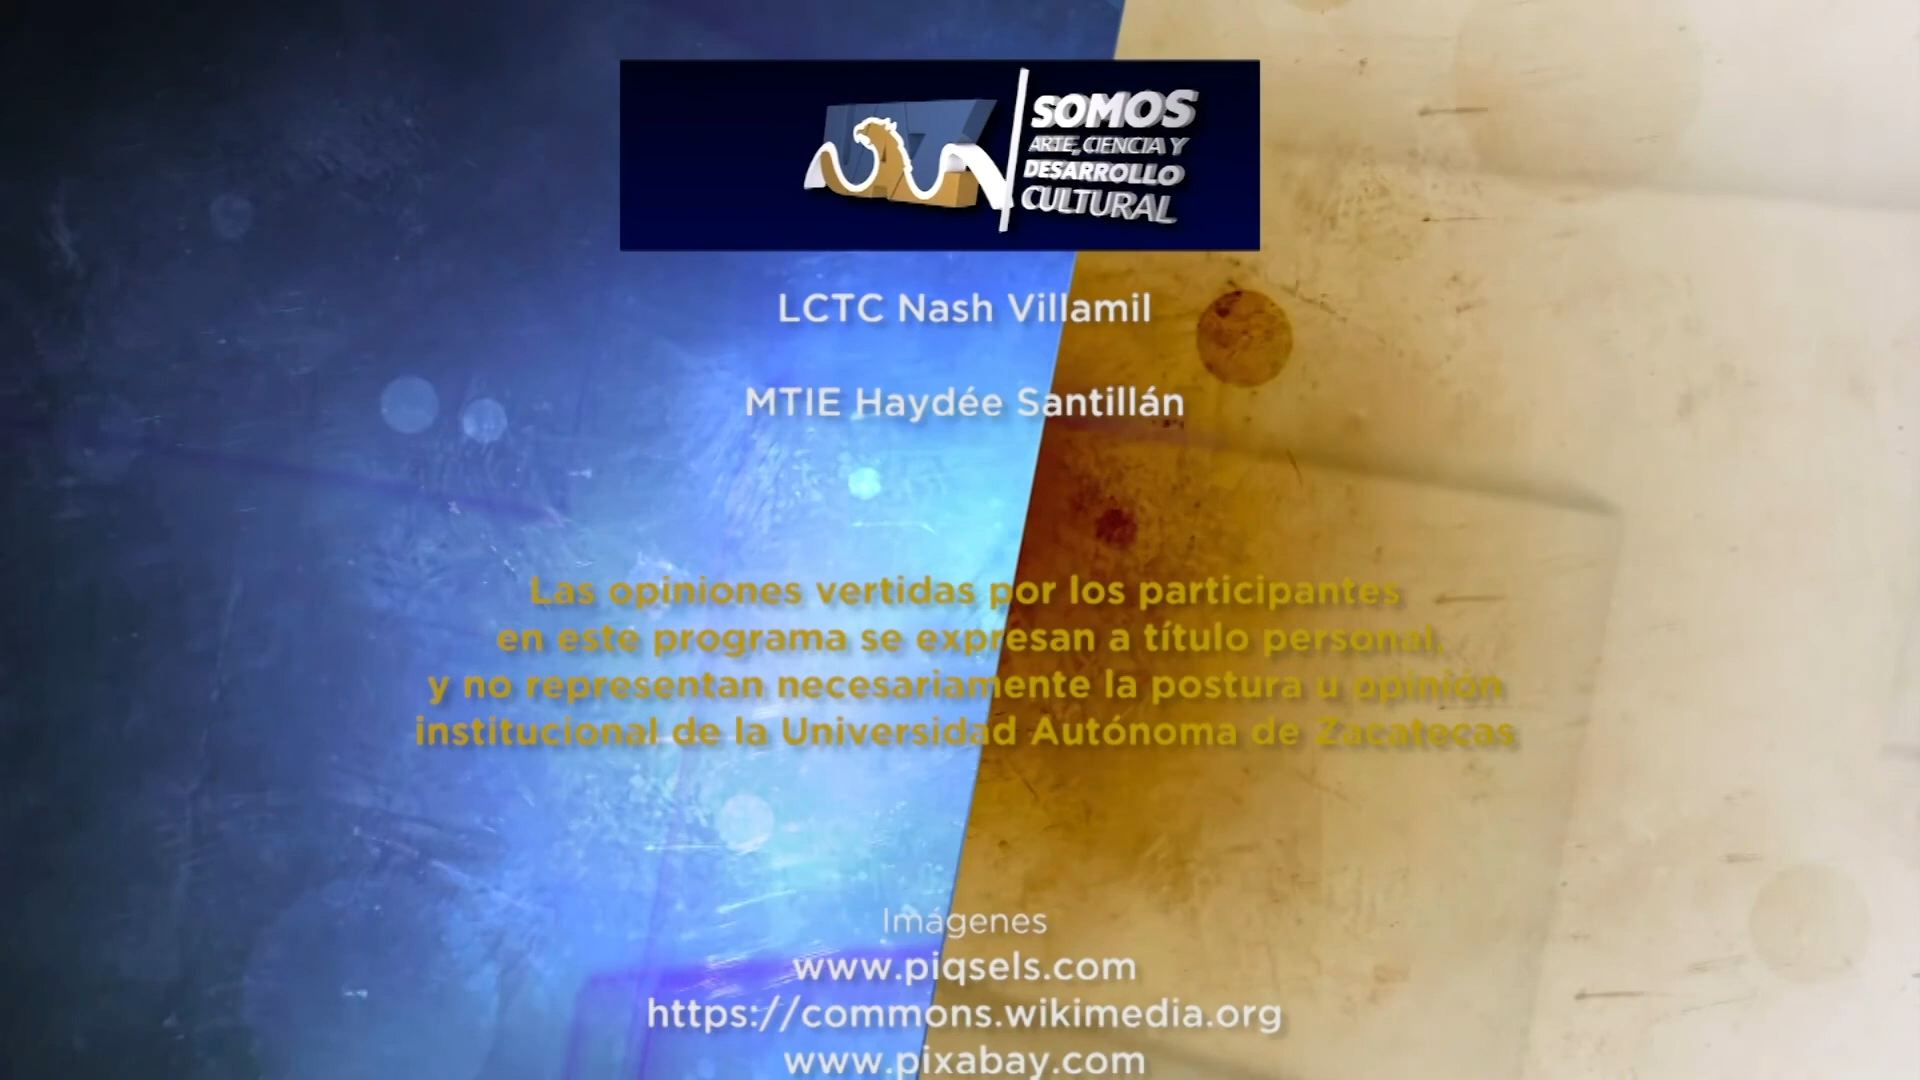 UAZ
SOMOS
ARTE, CIENCIA Y
DESARROLLO
CULTURAL
LCTC Nash Villamil
MTIE Haydée Santillán
Las opiniones vertidas por los participantes
en este programa se expresan a título personal,
y no representan necesariamente la postura u opinión
institucional de la Universidad Autónoma de Zacatecas
Imágenes
www.piqsels.com
https://commons.wikimedia.org
www.pixabay.com